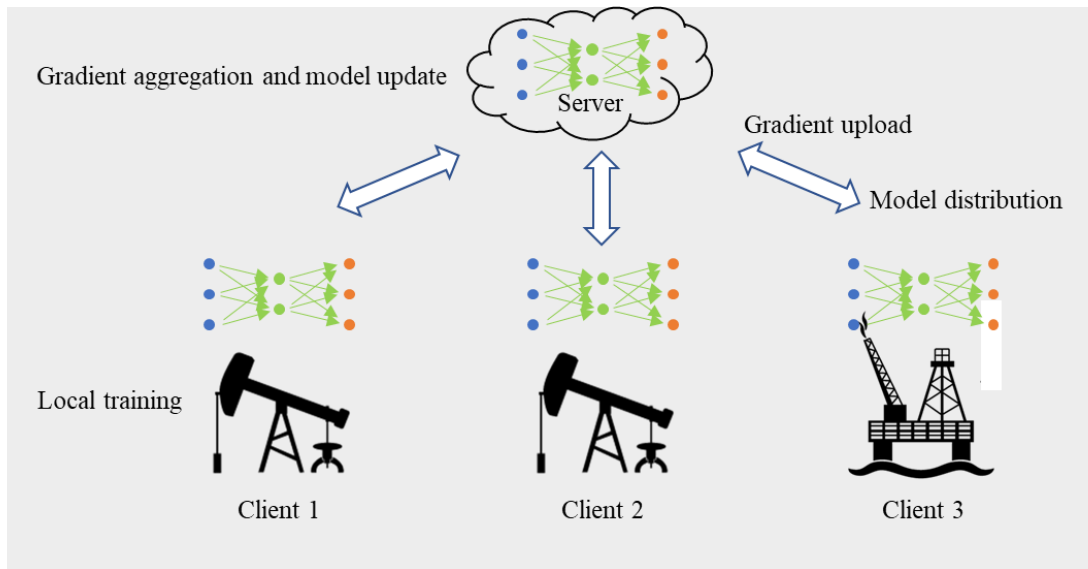 Gradient aggregation and model update
Server
Gradient upload
Model distribution
Local training
Client 1
Client 2
Client 3